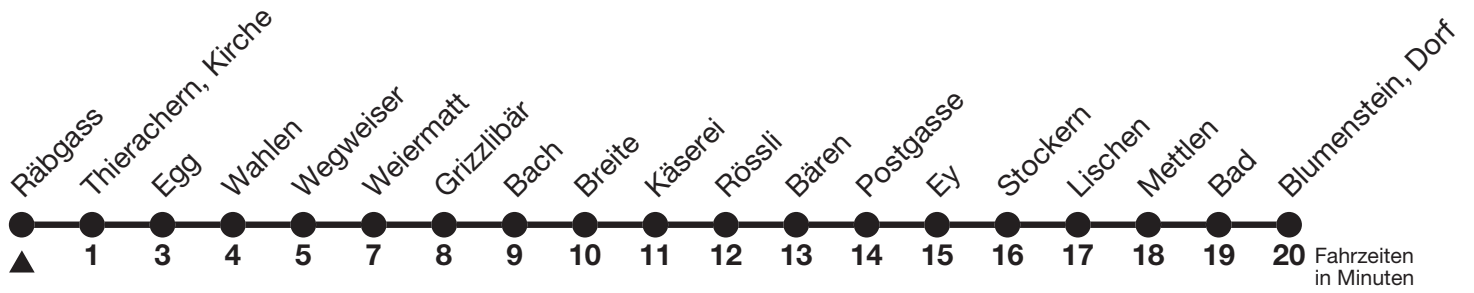 Räbgass
Thierachern, Kirche
Egg
Wahlen
Wegweiser
Weiermatt
Grizzlibär
Bach
Breite
Käserei
Rössli
Bären
Postgasse
Ey
Stockern
Lischen
Mettlen
Bad
Blumenstein, Dorf
1 3 4 5 7 8 9 10 11 12 13 14 15 16 17 18 19 20 Fahrzeiten
in Minuten